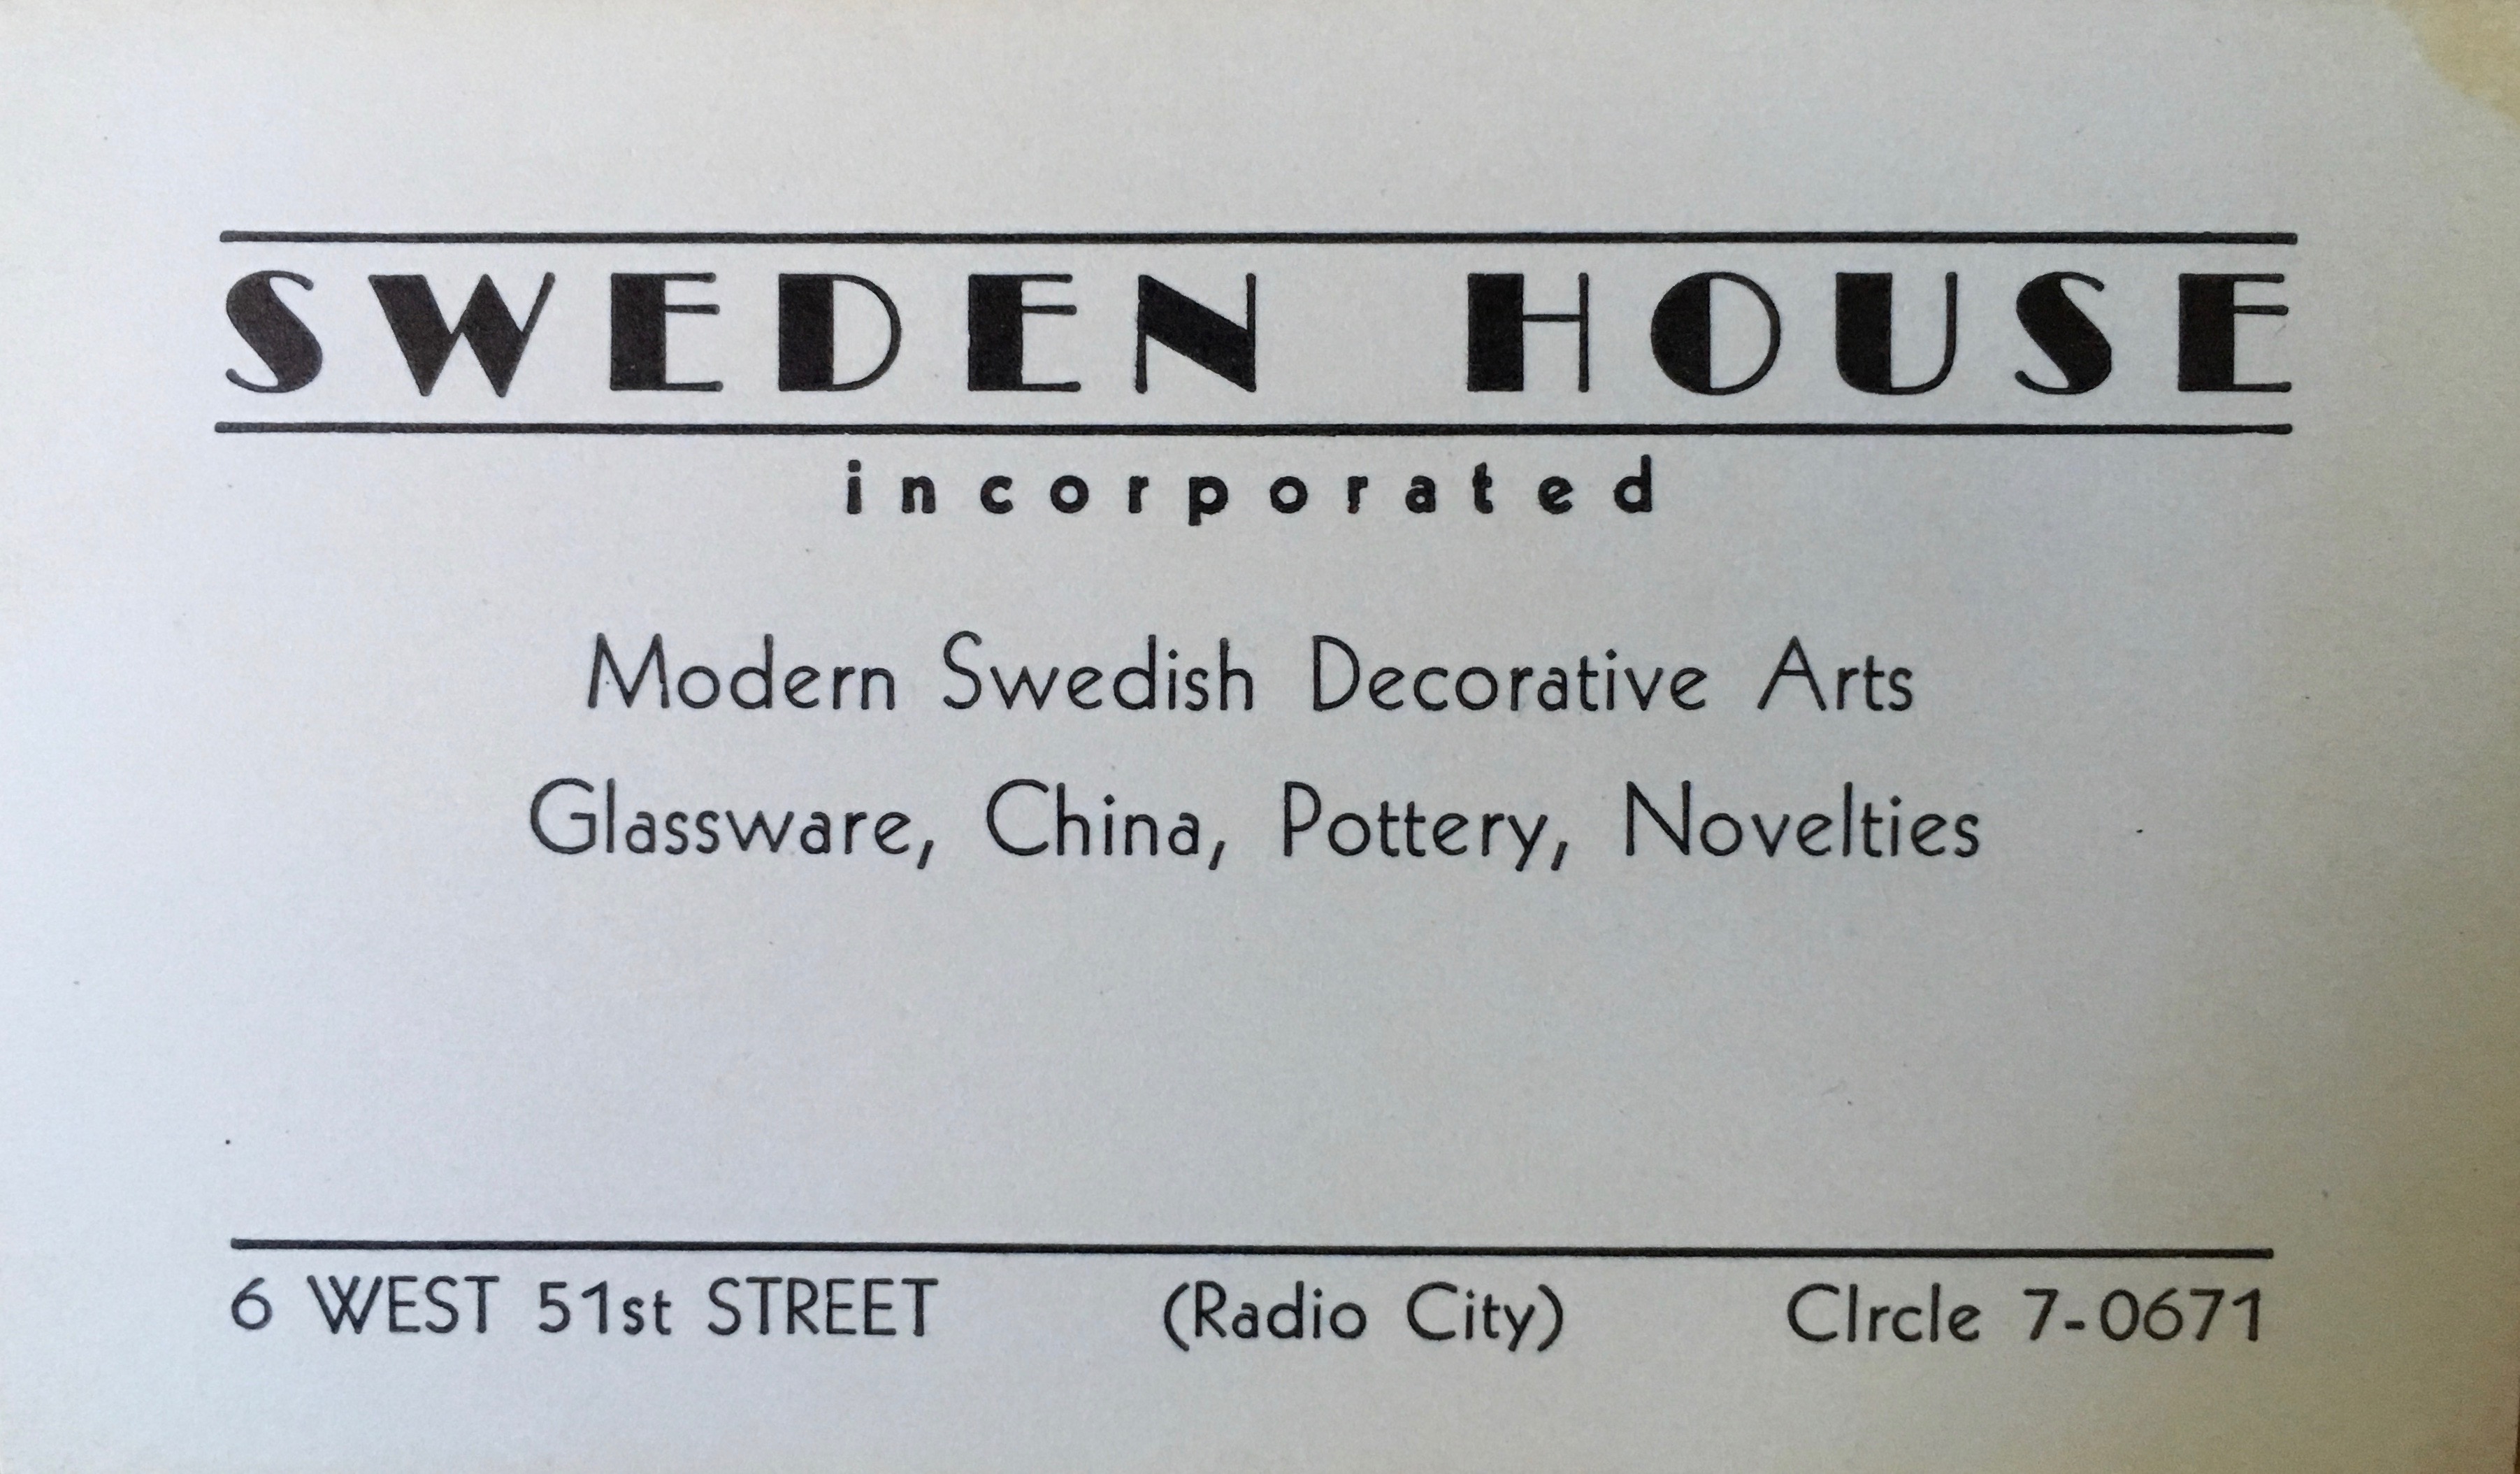 SWEDEN HOUSE
incorporated
Modern Swedish Decorative Arts
Glassware, China, Pottery, Novelties
6 WEST 51st STREET (Radio City) CIrcle 7-0671